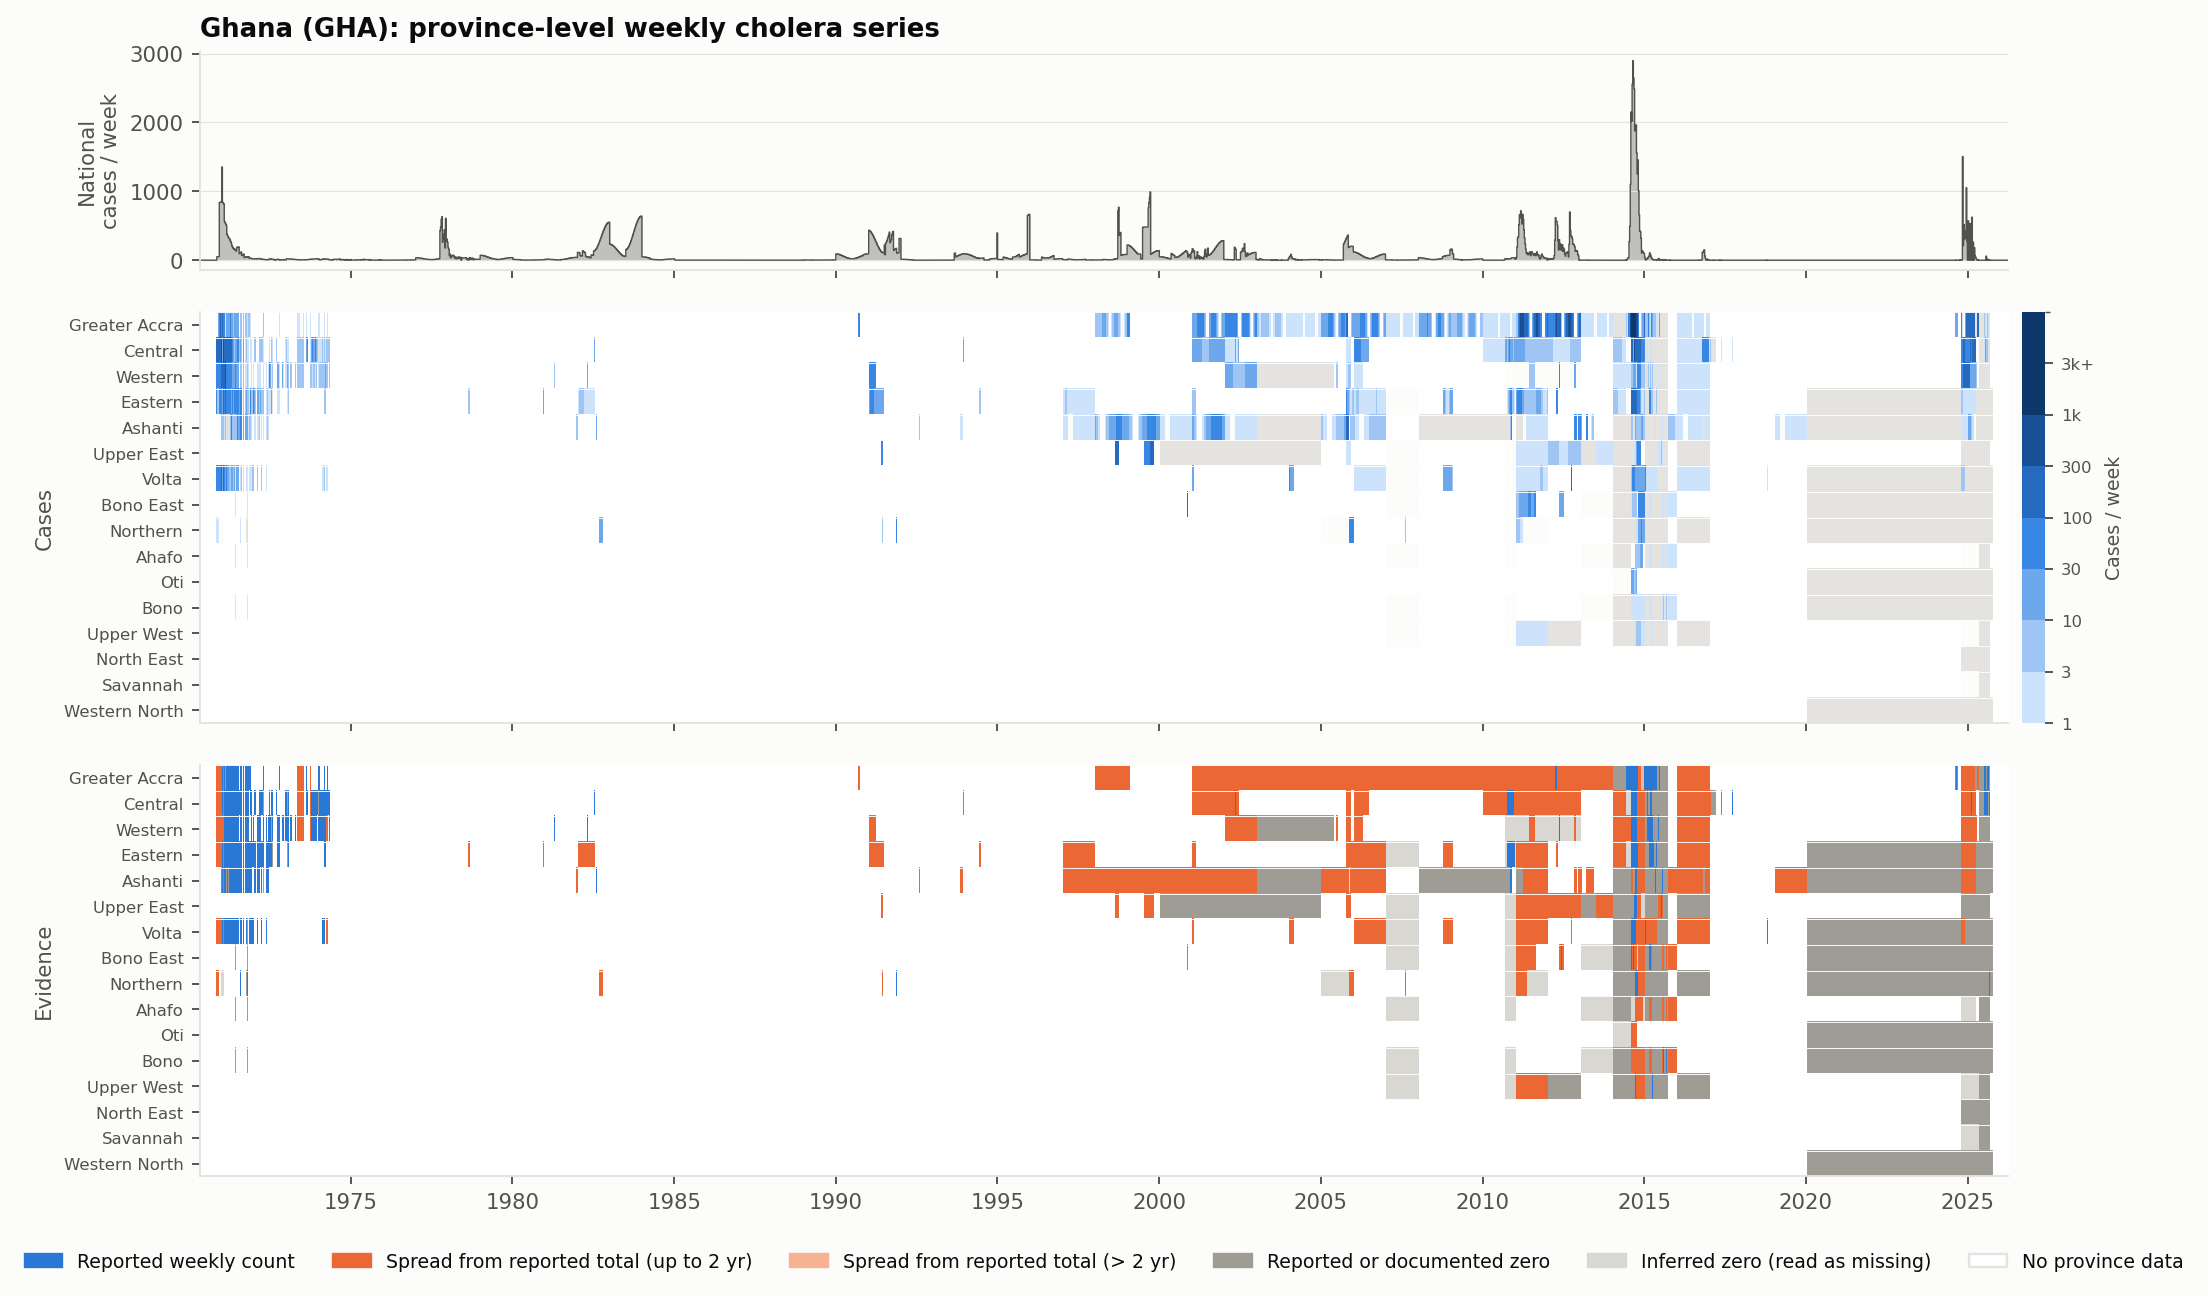 Ghana (GHA): province-level weekly cholera series
National
cases / week
3000
2000
1000
0
Cases
Greater Accra
Central
Western
Eastern
Ashanti
Upper East
Volta
Bono East
Northern
Ahafo
Oti
Bono
Upper West
North East
Savannah
Western North
3k+
1k
300
100
30
10
3
1
Cases / week
Evidence
Greater Accra
Central
Western
Eastern
Ashanti
Upper East
Volta
Bono East
Northern
Ahafo
Oti
Bono
Upper West
North East
Savannah
Western North
1975 1980 1985 1990 1995 2000 2005 2010 2015 2020 2025
Reported weekly count Spread from reported total (up to 2 yr) Spread from reported total (> 2 yr) Reported or documented zero Inferred zero (read as missing) No province data